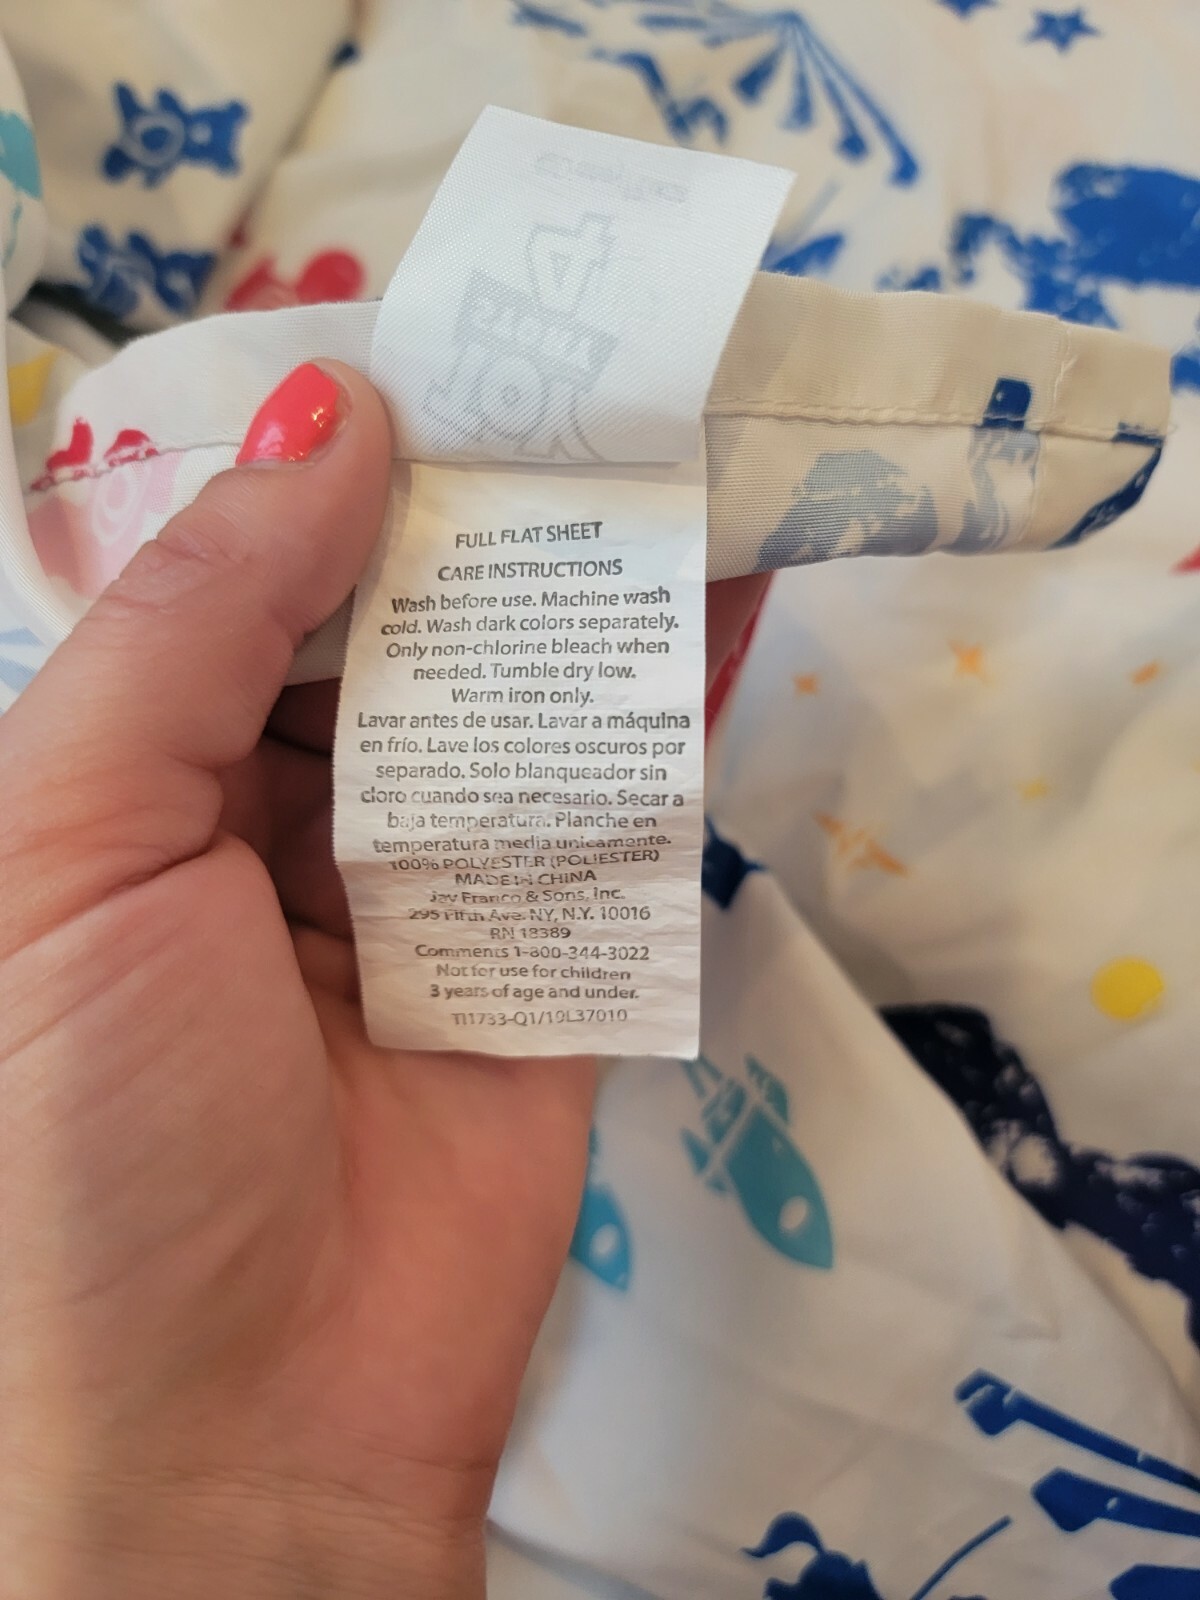 FULL FLAT SHEET
CARE INSTRUCTIONS
Wash before use. Machine wash
cold. Wash dark colors separately.
Only non-chlorine bleach when
needed. Tumble dry low.
Warm iron only.
Lavar antes de usar. Lavar a máquina
en frío. Lave los colores oscuros por
separado. Solo blanqueador sin
cloro cuando sea necesario. Secar a
baja temperatura. Planche en
temperatura media unicamente.
100% POLYESTER (POLIESTER)
MADE IN CHINA
Jay Franco & Sons, Inc.
295 Fifth Ave. NY, N.Y. 10016
RN 18389
Comments 1-800-344-3022
Not for use for children
3 years of age and under.
TI1733-Q1/19L37010